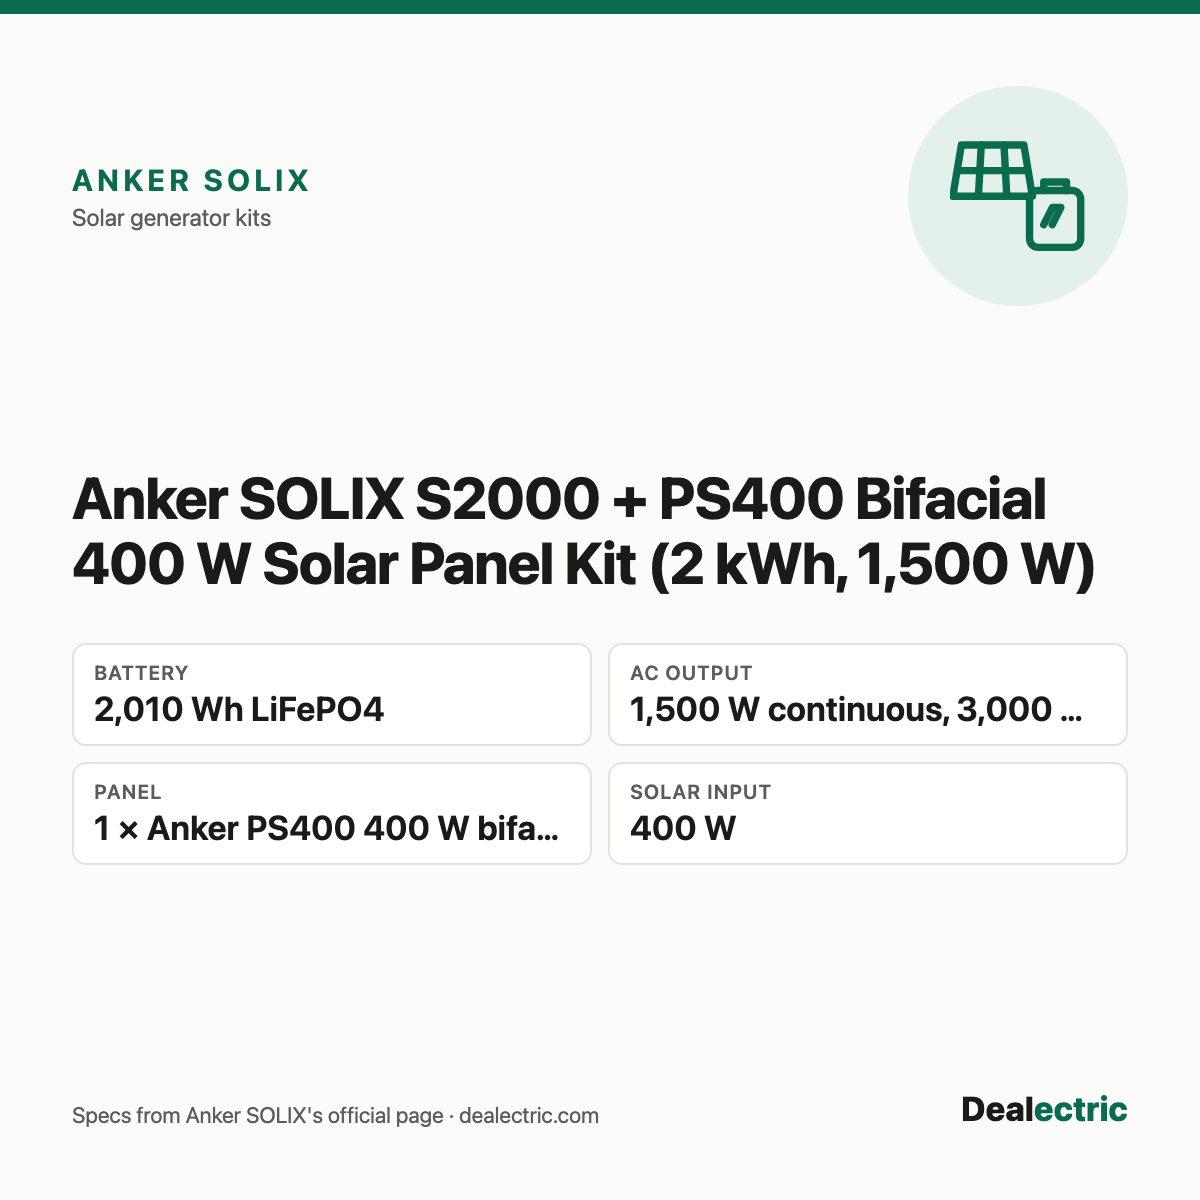 ANKER SOLIX
Solar generator kits
Anker SOLIX S2000 + PS400 Bifacial
400 W Solar Panel Kit (2 kWh, 1,500 W)
BATTERY
2,010 Wh LiFePO4
AC OUTPUT
1,500 W continuous, 3,000 ...
PANEL
1 × Anker PS400 400 W bifa...
SOLAR INPUT
400 W
Specs from Anker SOLIX's official page · dealectric.com
Dealectric